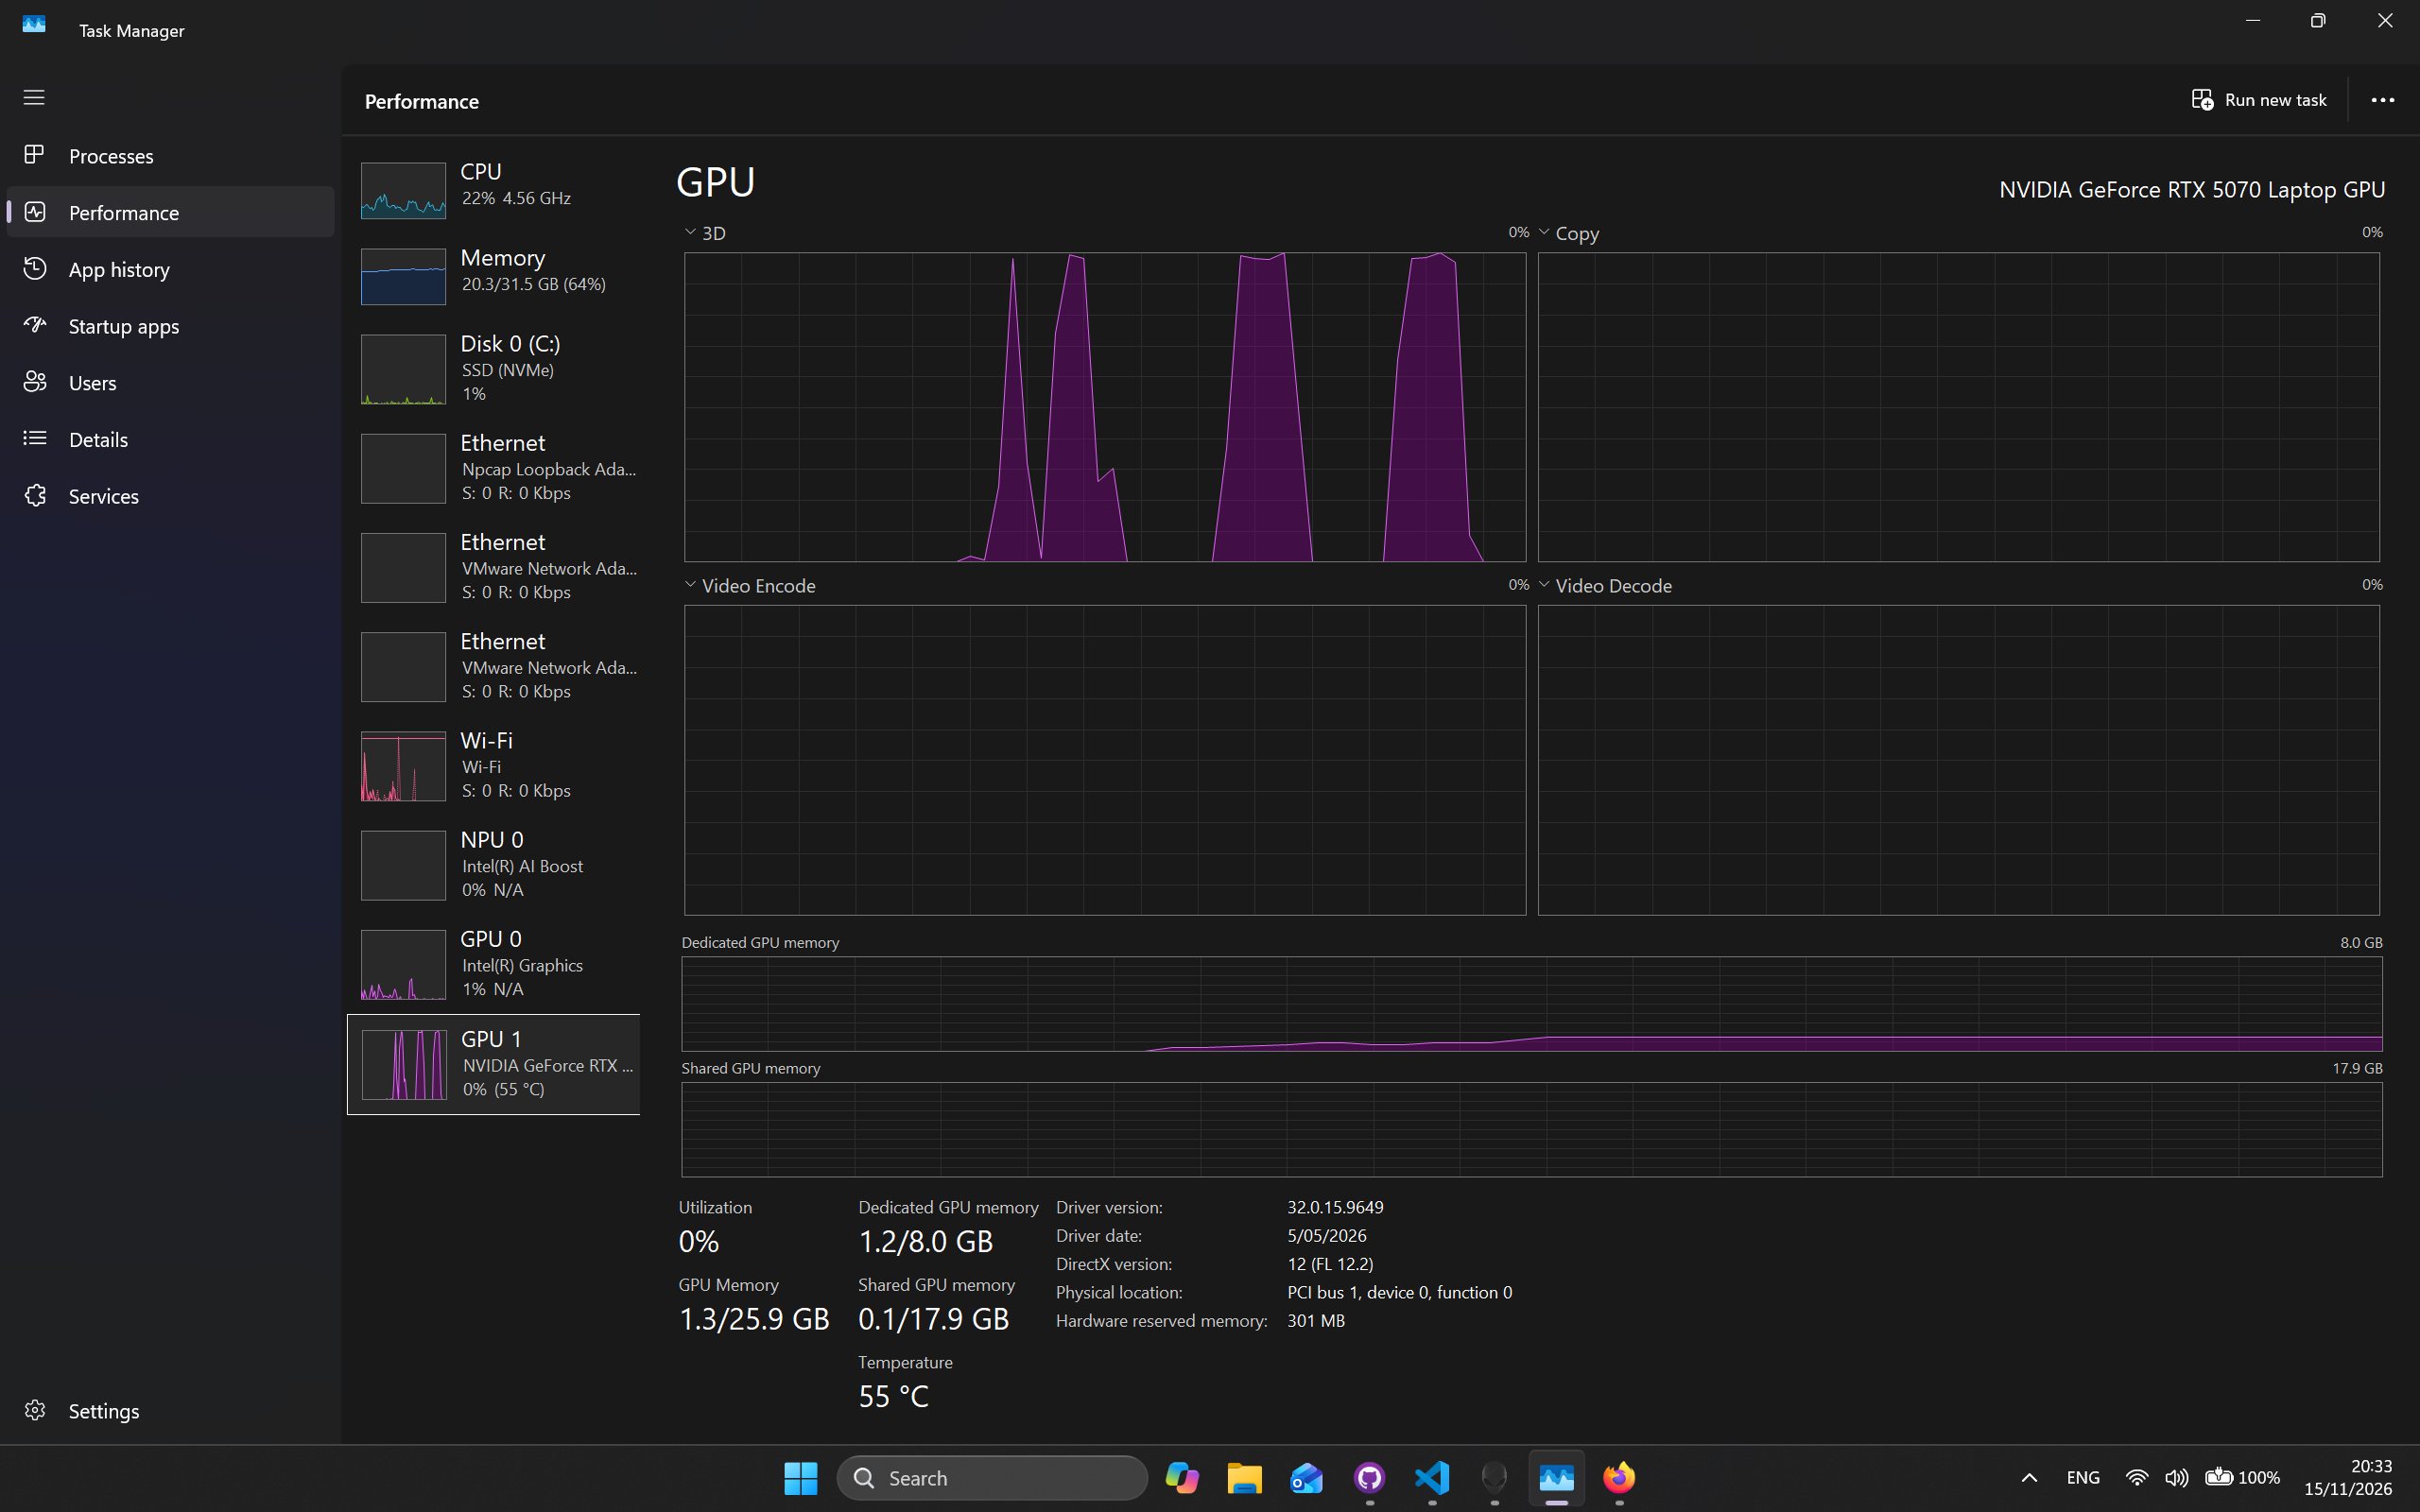 Task Manager
Performance
Run new task
Processes
Performance
App history
Startup apps
Users
Details
Services
Settings
CPU
22% 4.56 GHz
Memory
20.3/31.5 GB (64%)
Disk 0 (C:)
SSD (NVMe)
1%
Ethernet
Npcap Loopback Ada...
S: 0 R: 0 Kbps
Ethernet
VMware Network Ada...
S: 0 R: 0 Kbps
Ethernet
VMware Network Ada...
S: 0 R: 0 Kbps
Wi-Fi
Wi-Fi
S: 0 R: 0 Kbps
NPU 0
Intel(R) AI Boost
0% N/A
GPU 0
Intel(R) Graphics
1% N/A
GPU 1
NVIDIA GeForce RTX ...
0% (55 °C)
GPU
NVIDIA GeForce RTX 5070 Laptop GPU
3D 0%
Copy 0%
Video Encode 0%
Video Decode 0%
Dedicated GPU memory 8.0 GB
Shared GPU memory 17.9 GB
Utilization
0%
GPU Memory
1.3/25.9 GB
Dedicated GPU memory
1.2/8.0 GB
Shared GPU memory
0.1/17.9 GB
Temperature
55 °C
Driver version: 32.0.15.9649
Driver date: 5/05/2026
DirectX version: 12 (FL 12.2)
Physical location: PCI bus 1, device 0, function 0
Hardware reserved memory: 301 MB
Search
ENG
100%
20:33
15/11/2026